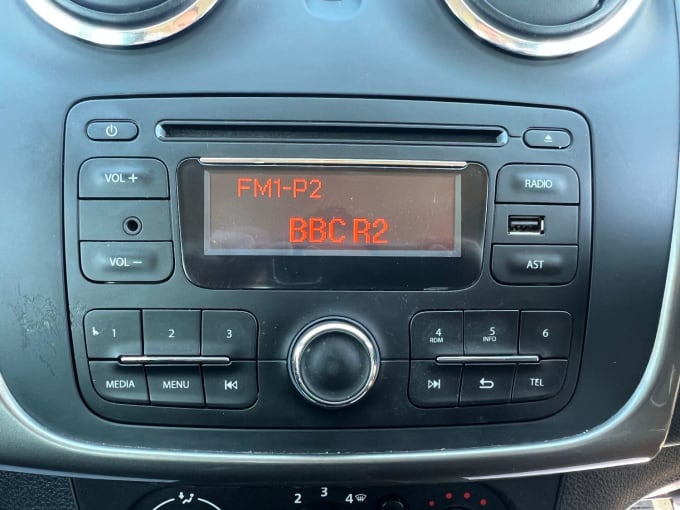 VOL +
RADIO
FM1-P2
BBC R2
VOL −
AST
1 2 3
4 RDM 5 INFO 6
MEDIA MENU
TEL
2 3 4